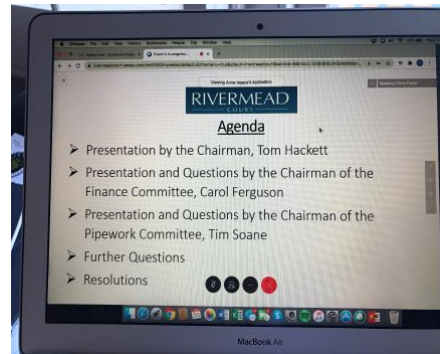 Viewing Anne Isaacs's application
RIVERMEAD
COURT
Agenda
➤ Presentation by the Chairman, Tom Hackett
➤ Presentation and Questions by the Chairman of the
Finance Committee, Carol Ferguson
➤ Presentation and Questions by the Chairman of the
Pipework Committee, Tim Soane
➤ Further Questions
➤ Resolutions
MacBook Air